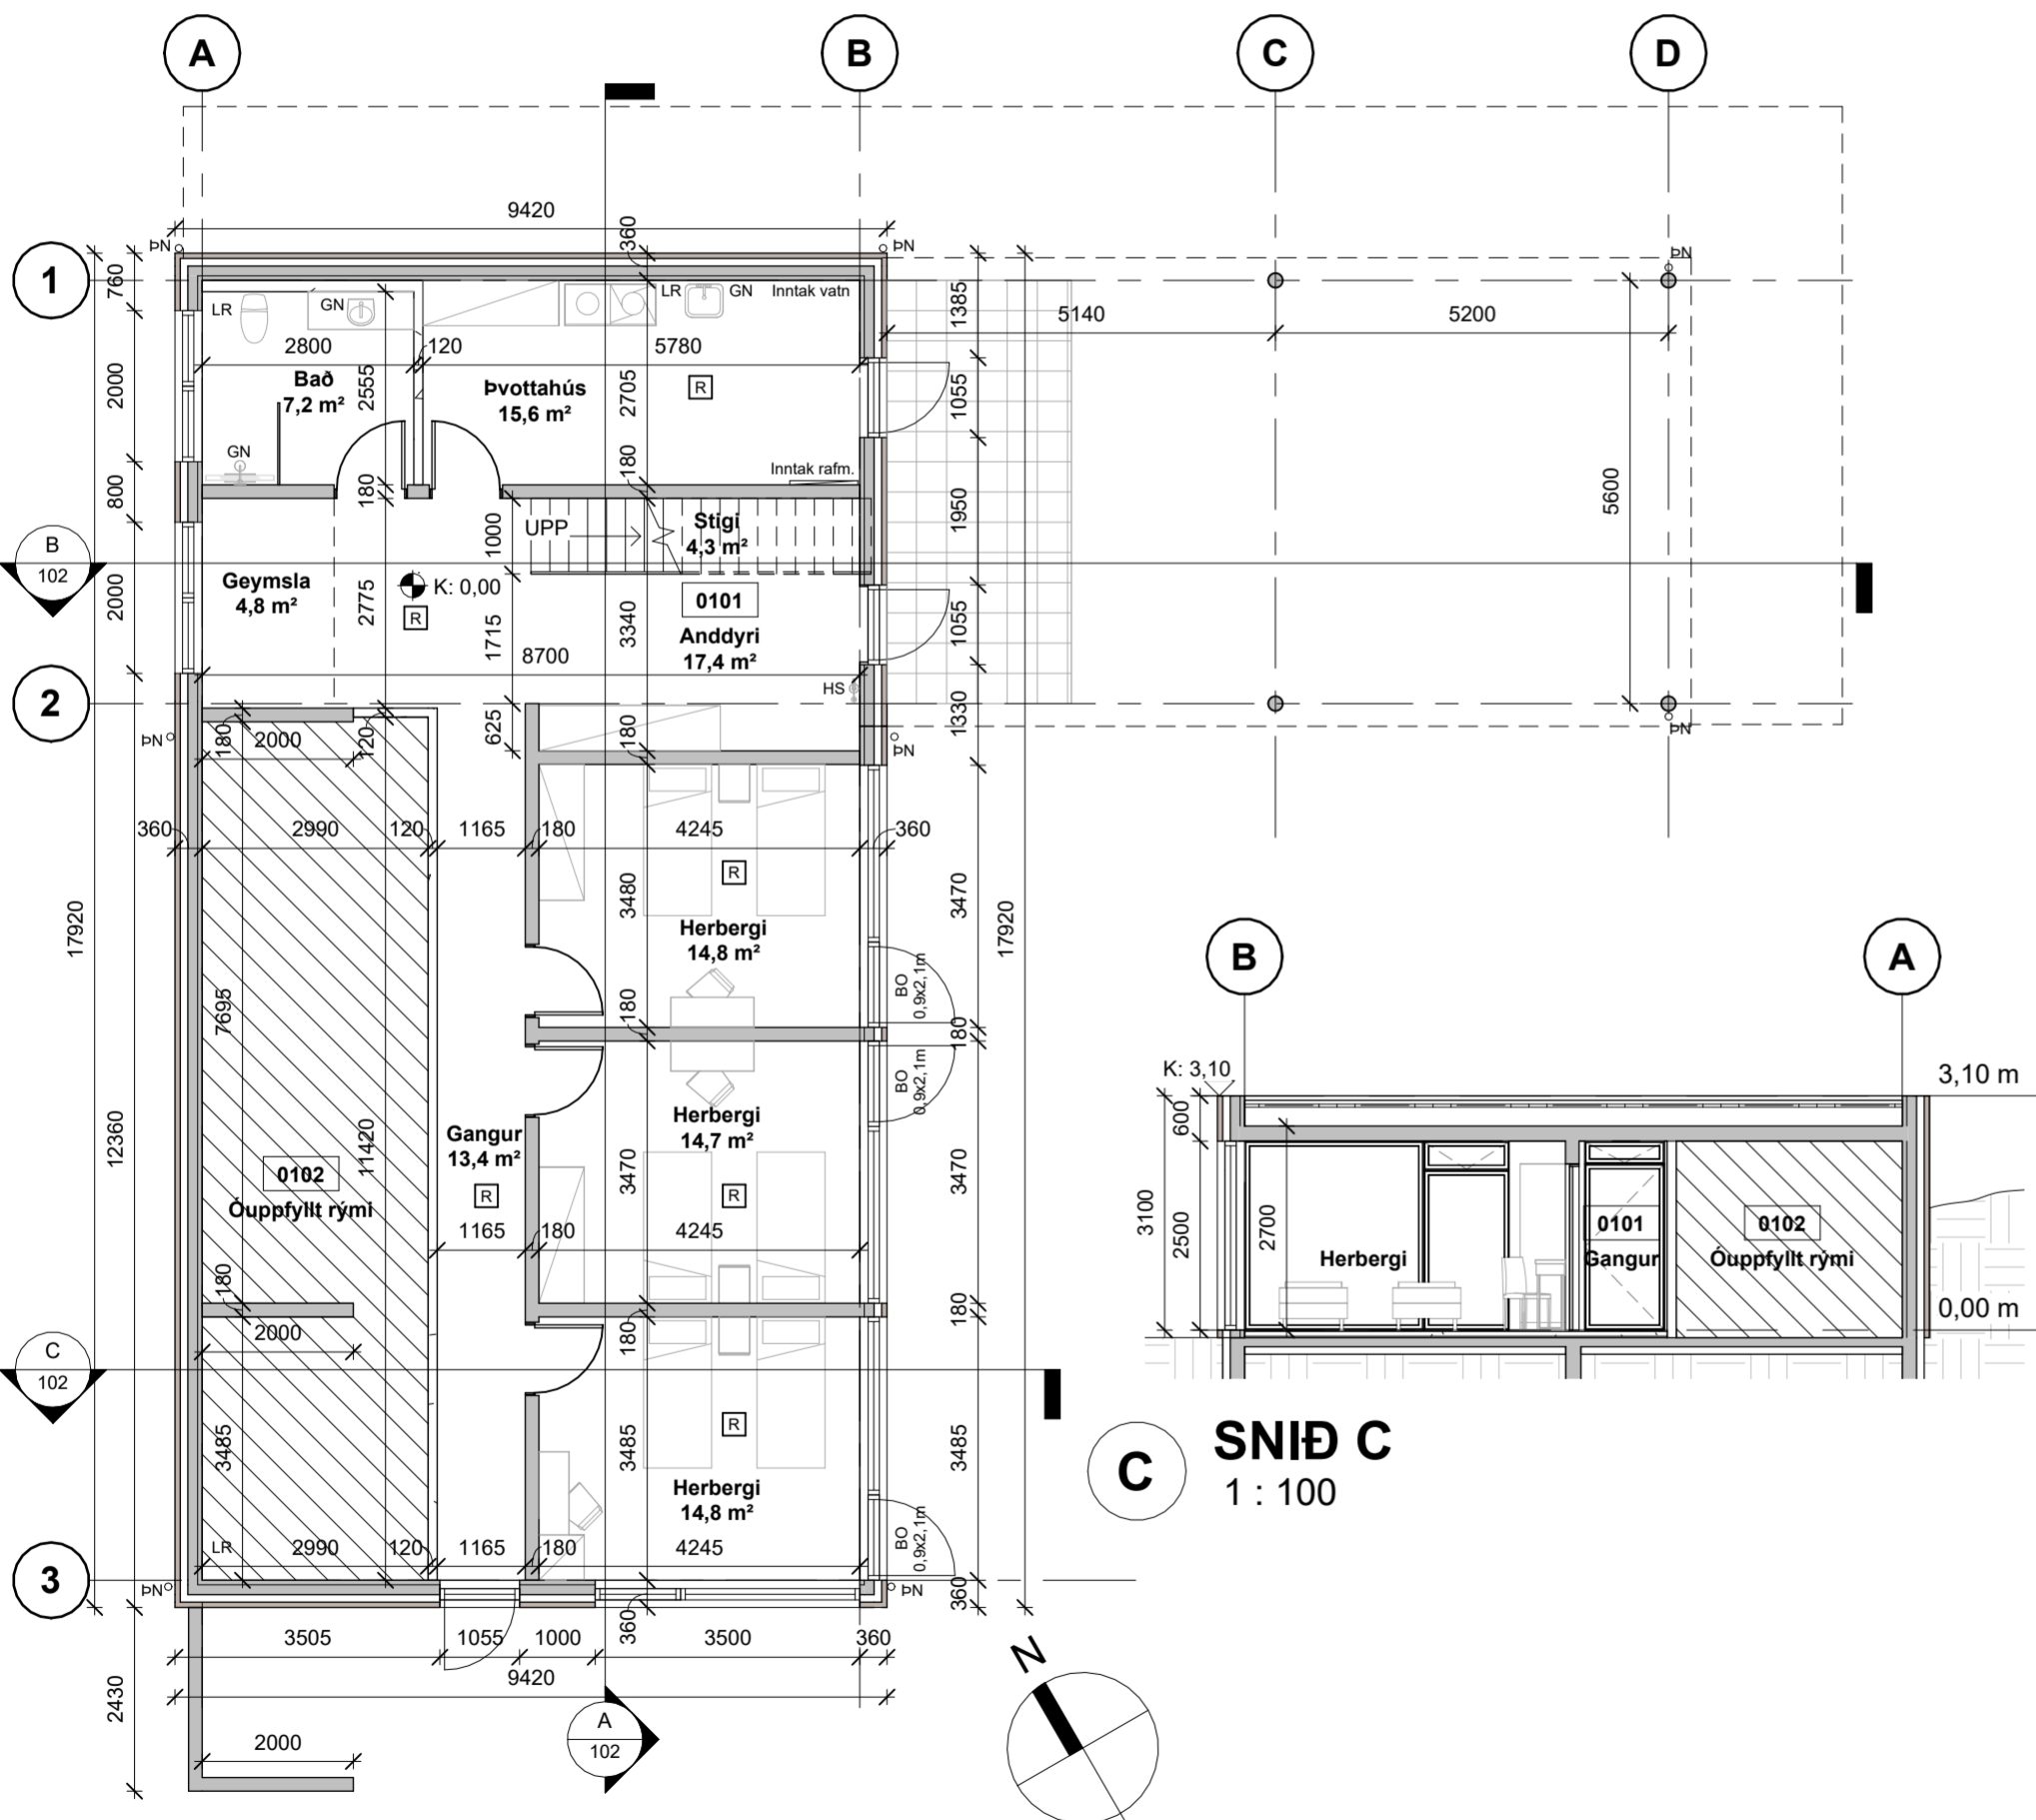 A B C D
9420
360
ÞN ÞN ÞN
1
760
LR GN LR GN Inntak vatn
1385
5140 5200
2800 120 5780
Bað
7,2 m²
2555
Þvottahús
15,6 m²
2705
R
2000
1055
GN
180
180
Inntak rafm.
800
5600
UPP
1000
Stigi
4,3 m²
1950
B
102
Geymsla
4,8 m²
2775
K: 0,00
R
0101
2000
1715
3340
Anddyri
17,4 m²
1055
8700
HS
2
1330
180
2000
120
625
180
ÞN
ÞN
ÞN
360 2990 120 1165 180 4245 360
R
3480
3470
17920
17920
Herbergi
14,8 m²
BO
0,9x2,1m
7695
180
180
BO
0,9x2,1m
Herbergi
14,7 m²
12360
11420
Gangur
13,4 m²
0102
Óuppfyllt rými
R
3470
R
3470
1165 180 4245
180
180
2000
180
C
102
R
3485
3485
3485
Herbergi
14,8 m²
BO
0,9x2,1m
LR 2990 120 1165 180 4245
3
ÞN
ÞN
360
360
3505 1055 1000 3500 360
9420
2430
2000
A
102
N
B A
K: 3,10
3,10 m
600
3100
2500
2700
0101
0102
Herbergi
Gangur
Óuppfyllt rými
0,00 m
C
SNIÐ C
1 : 100